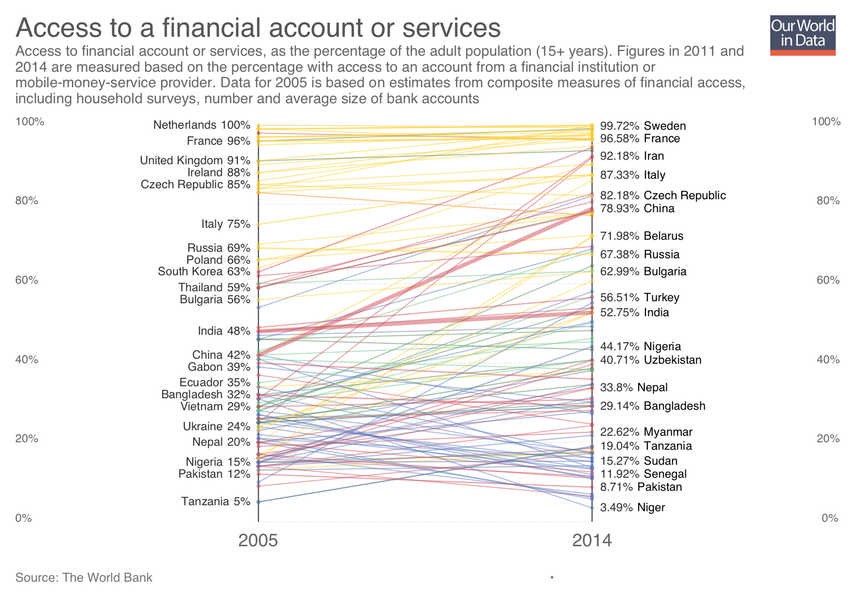 Access to a financial account or services
Our World
in Data
Access to financial account or services, as the percentage of the adult population (15+ years). Figures in 2011 and
2014 are measured based on the percentage with access to an account from a financial institution or
mobile-money-service provider. Data for 2005 is based on estimates from composite measures of financial access,
including household surveys, number and average size of bank accounts
100%
Netherlands 100%
99.72% Sweden
100%
France 96%
96.58% France
United Kingdom 91%
92.18% Iran
Ireland 88%
87.33% Italy
Czech Republic 85%
82.18% Czech Republic
80%
80%
78.93% China
Italy 75%
71.98% Belarus
Russia 69%
67.38% Russia
Poland 66%
South Korea 63%
62.99% Bulgaria
60%
60%
Thailand 59%
Bulgaria 56%
56.51% Turkey
52.75% India
India 48%
44.17% Nigeria
China 42%
40.71% Uzbekistan
40%
40%
Gabon 39%
Ecuador 35%
33.8% Nepal
Bangladesh 32%
Vietnam 29%
29.14% Bangladesh
Ukraine 24%
22.62% Myanmar
20%
20%
Nepal 20%
19.04% Tanzania
Nigeria 15%
15.27% Sudan
Pakistan 12%
11.92% Senegal
8.71% Pakistan
Tanzania 5%
3.49% Niger
0%
0%
2005
2014
Source: The World Bank